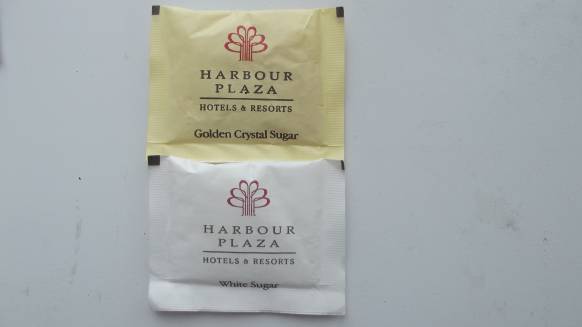 HARBOUR
PLAZA
HOTELS & RESORTS
Golden Crystal Sugar
HARBOUR
PLAZA
HOTELS & RESORTS
White Sugar